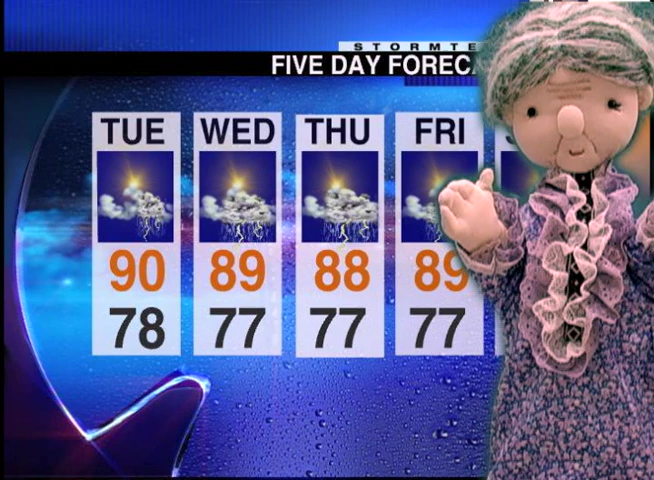 STORMTE
FIVE DAY FOREC
TUE WED THU FRI
90 89 88 89
78 77 77 77